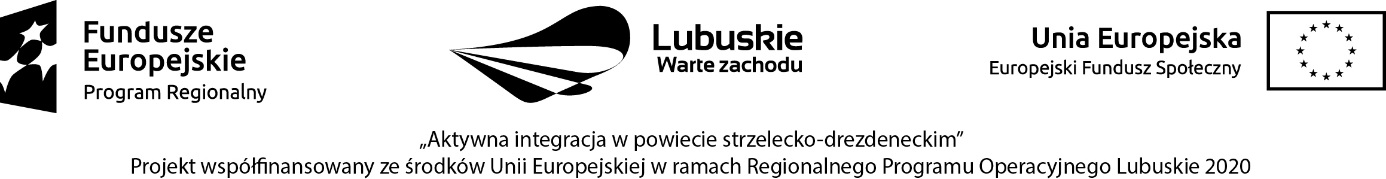 Fundusze
Europejskie
Program Regionalny
Lubuskie
Warte zachodu
Unia Europejska
Europejski Fundusz Społeczny
„Aktywna integracja w powiecie strzelecko-drezdeneckim”
Projekt współfinansowany ze środków Unii Europejskiej w ramach Regionalnego Programu Operacyjnego Lubuskie 2020